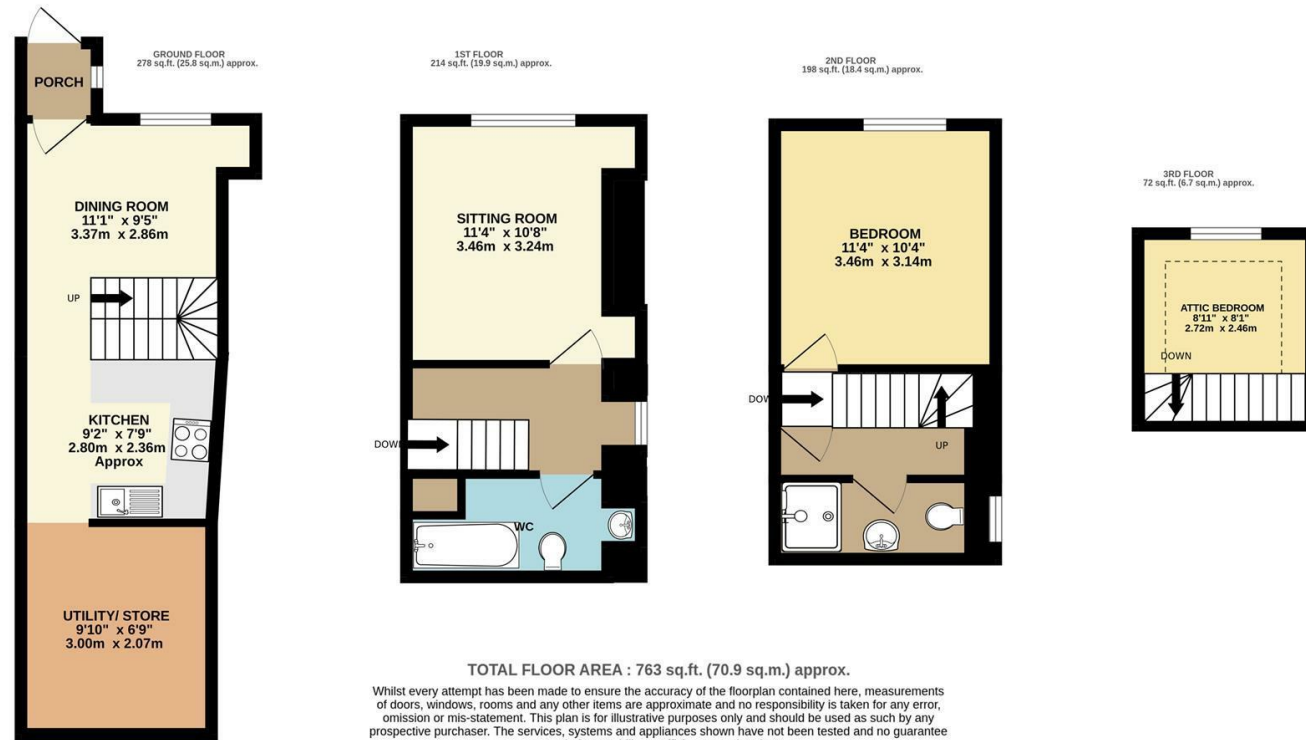 GROUND FLOOR
278 sq.ft. (25.8 sq.m.) approx.
PORCH
DINING ROOM
11'1" x 9'5"
3.37m x 2.86m
UP
KITCHEN
9'2" x 7'9"
2.80m x 2.36m
Approx
UTILITY/ STORE
9'10" x 6'9"
3.00m x 2.07m
1ST FLOOR
214 sq.ft. (19.9 sq.m.) approx.
SITTING ROOM
11'4" x 10'8"
3.46m x 3.24m
DOWN
WC
2ND FLOOR
198 sq.ft. (18.4 sq.m.) approx.
BEDROOM
11'4" x 10'4"
3.46m x 3.14m
DOW
UP
3RD FLOOR
72 sq.ft. (6.7 sq.m.) approx.
ATTIC BEDROOM
8'11" x 8'1"
2.72m x 2.46m
DOWN
TOTAL FLOOR AREA : 763 sq.ft. (70.9 sq.m.) approx.
Whilst every attempt has been made to ensure the accuracy of the floorplan contained here, measurements
of doors, windows, rooms and any other items are approximate and no responsibility is taken for any error,
omission or mis-statement. This plan is for illustrative purposes only and should be used as such by any
prospective purchaser. The services, systems and appliances shown have not been tested and no guarantee